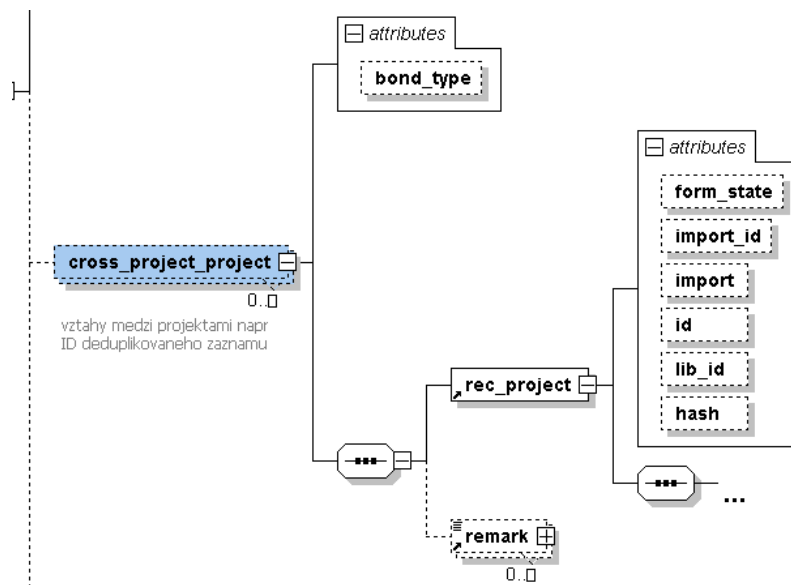 attributes
bond_type
attributes
form_state
import_id
import
id
lib_id
hash
cross_project_project
0..
vztahy medzi projektami napr
ID deduplikovaneho zaznamu
rec_project
...
remark
0..